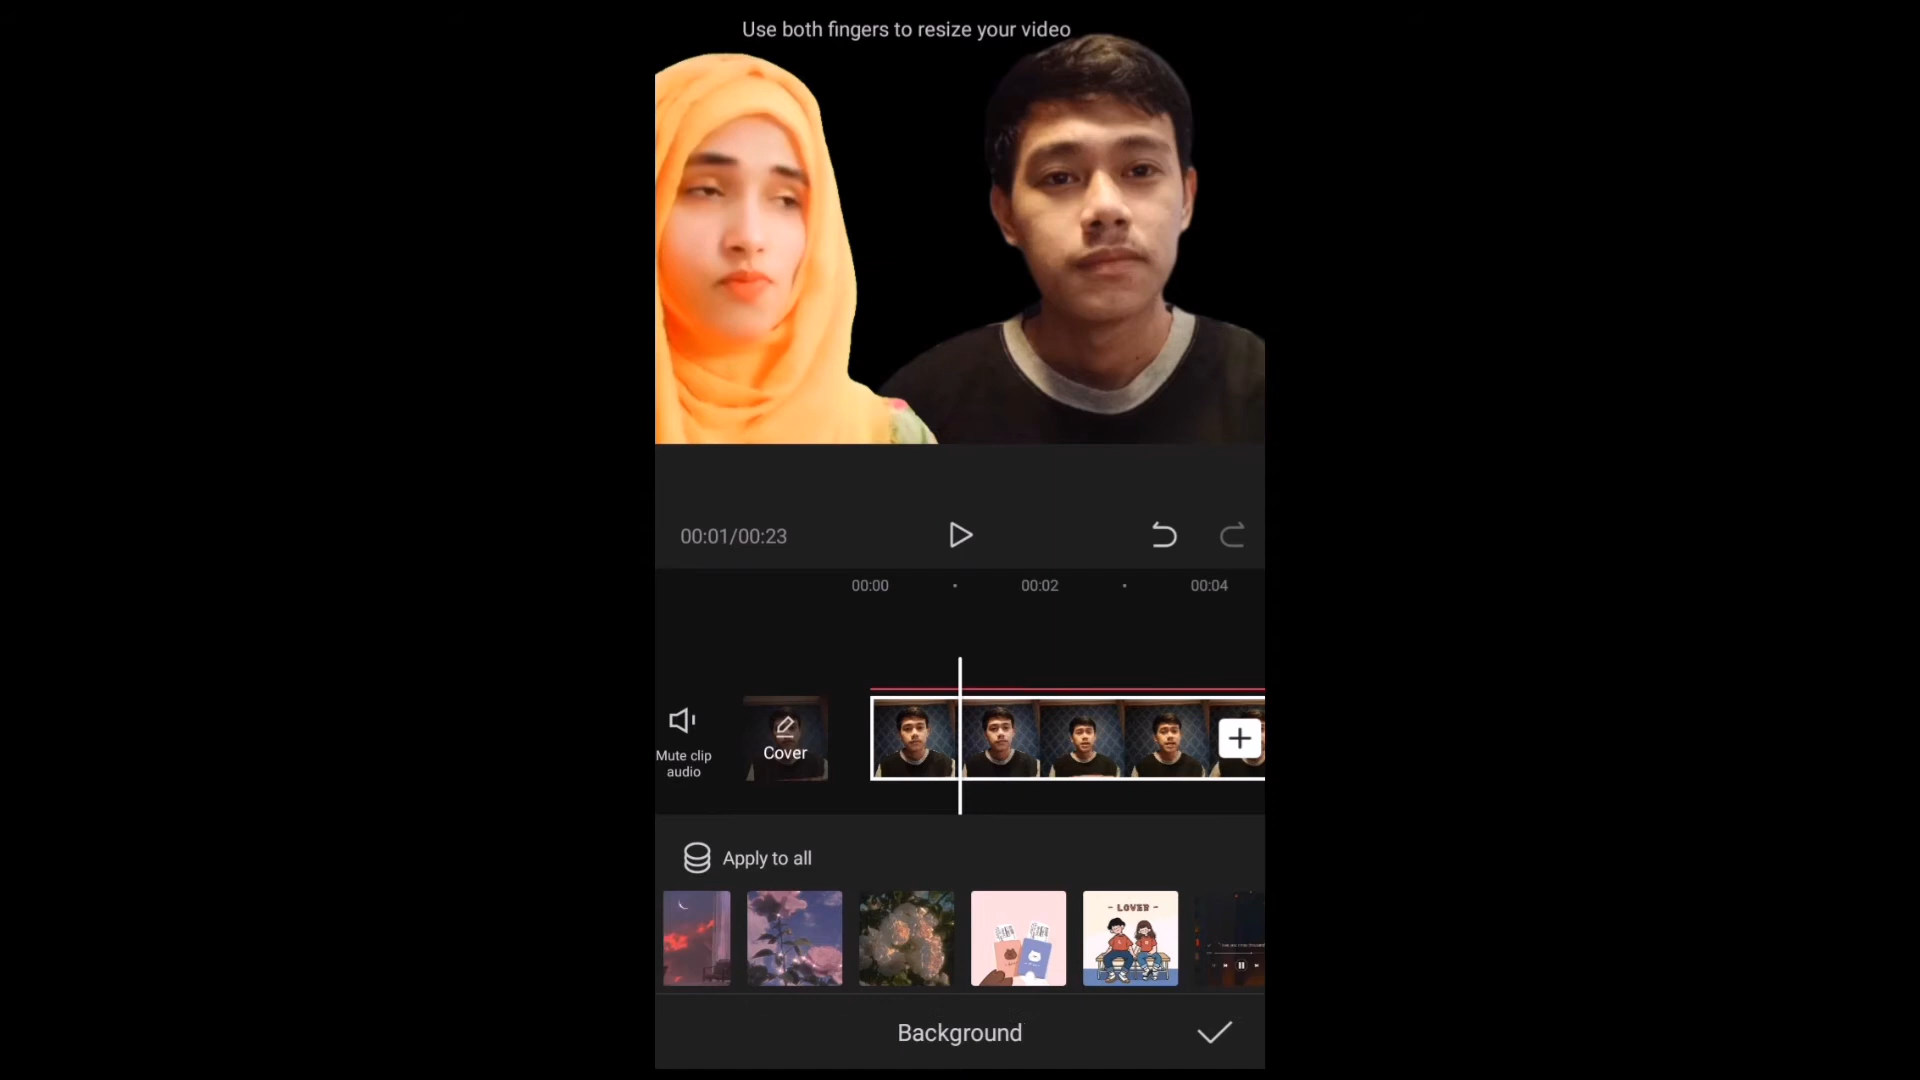 Use both fingers to resize your video
00:01/00:23
00:00
00:02
00:04
Mute clip
audio
Cover
Apply to all
- LOVER -
Background